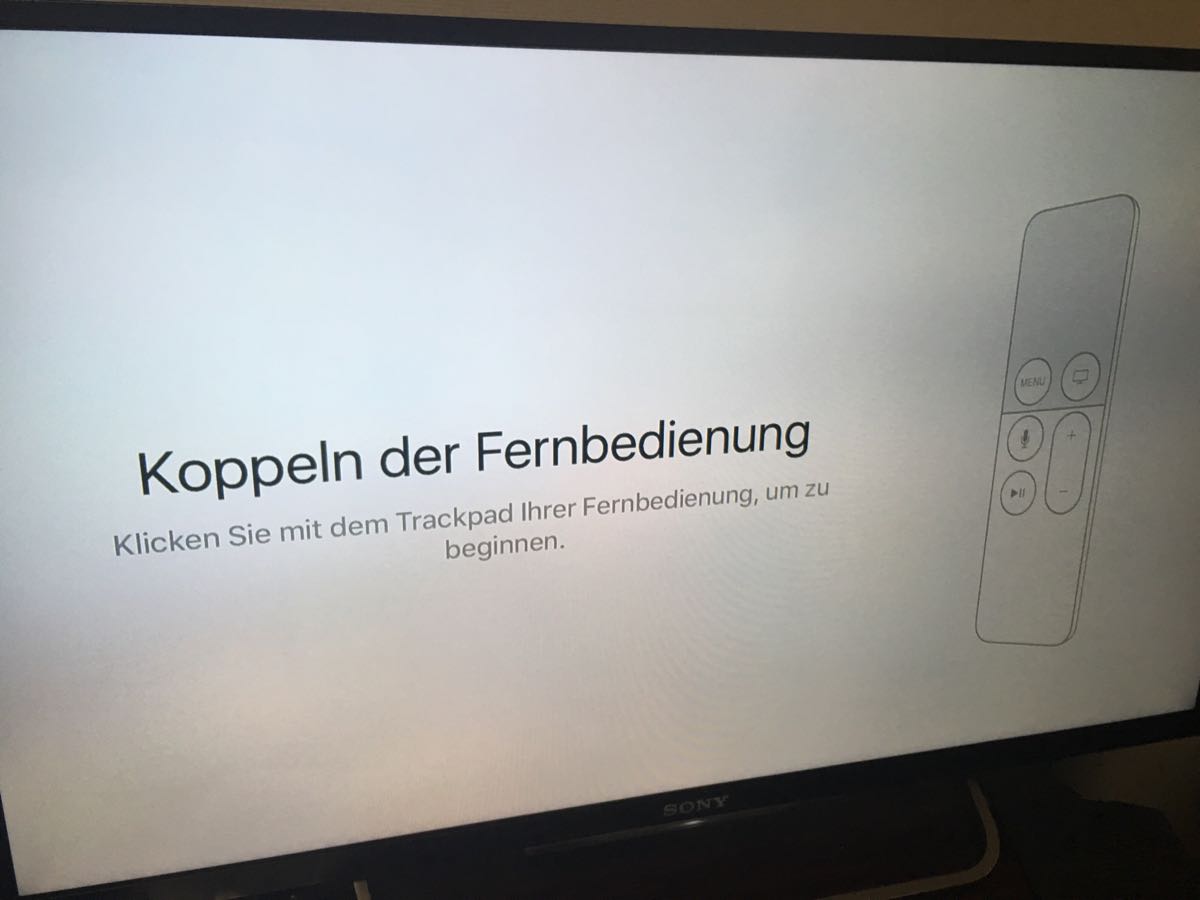 Koppeln der Fernbedienung
Klicken Sie mit dem Trackpad Ihrer Fernbedienung, um zu
beginnen.
MENU
+
−
SONY